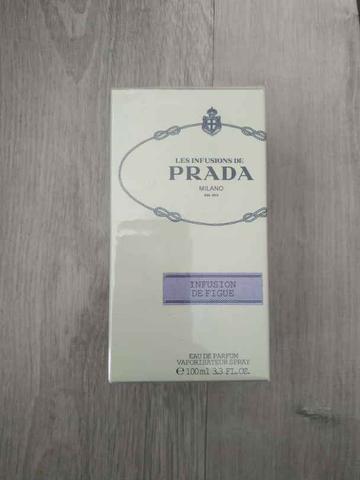 LES INFUSIONS DE
PRADA
MILANO
INFUSION
DE FIGUE
EAU DE PARFUM
VAPORISATEUR SPRAY
℮ 100ml 3.3 FL.OZ.